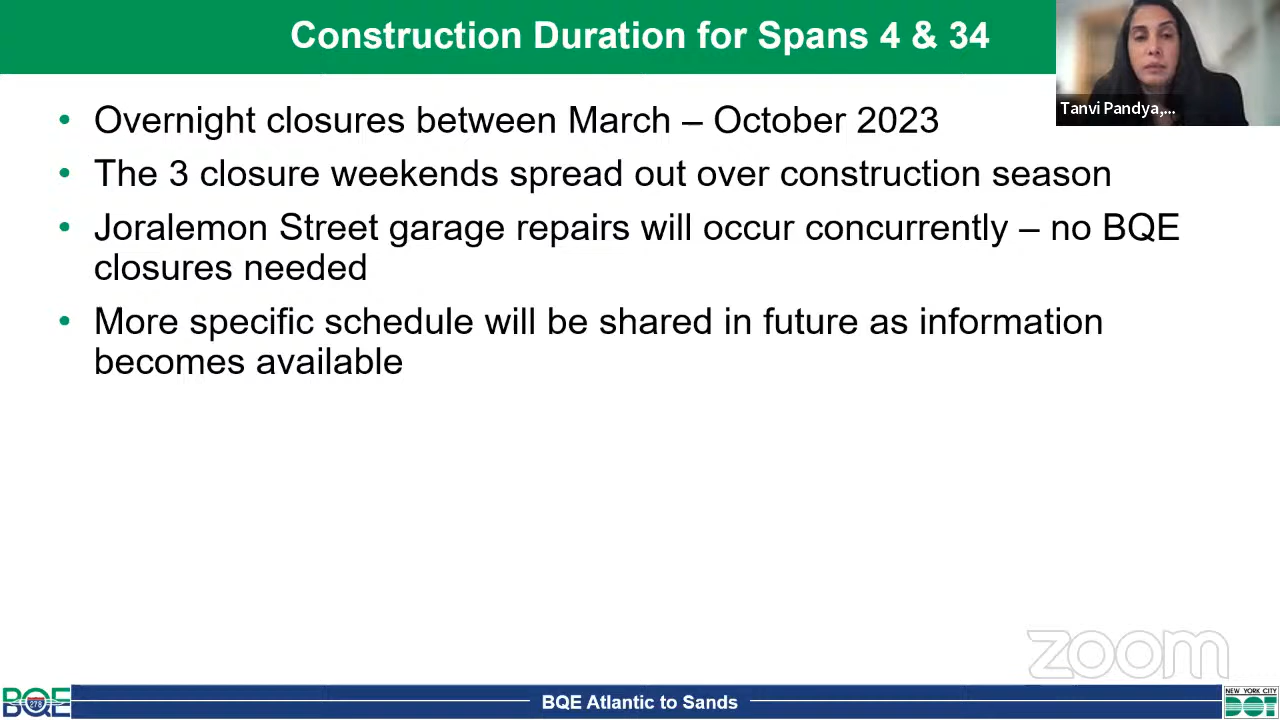 Construction Duration for Spans 4 & 34
Tanvi Pandya,...
• Overnight closures between March – October 2023
• The 3 closure weekends spread out over construction season
• Joralemon Street garage repairs will occur concurrently – no BQE
closures needed
• More specific schedule will be shared in future as information
becomes available
zoom
BQE
278
BQE Atlantic to Sands
NEW YORK CITY
DOT